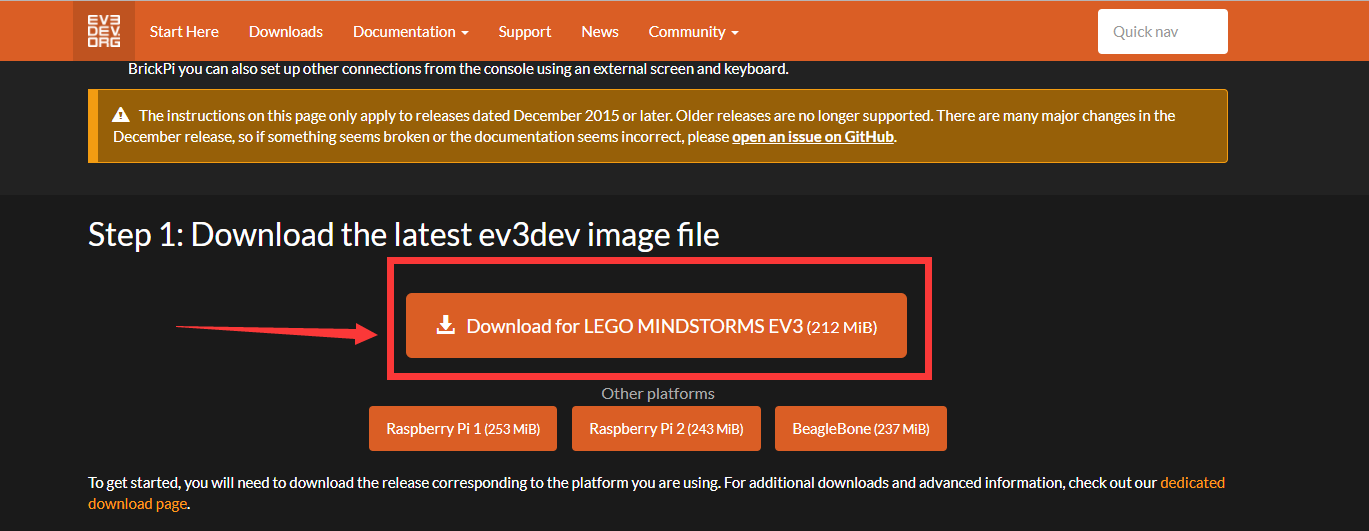 EV3
DEV.
ORG
Start Here
Downloads
Documentation
Support
News
Community
Quick nav
BrickPi you can also set up other connections from the console using an external screen and keyboard.
The instructions on this page only apply to releases dated December 2015 or later. Older releases are no longer supported. There are many major changes in the
December release, so if something seems broken or the documentation seems incorrect, please open an issue on GitHub.
Step 1: Download the latest ev3dev image file
Download for LEGO MINDSTORMS EV3 (212 MiB)
Other platforms
Raspberry Pi 1 (253 MiB)
Raspberry Pi 2 (243 MiB)
BeagleBone (237 MiB)
To get started, you will need to download the release corresponding to the platform you are using. For additional downloads and advanced information, check out our dedicated
download page.